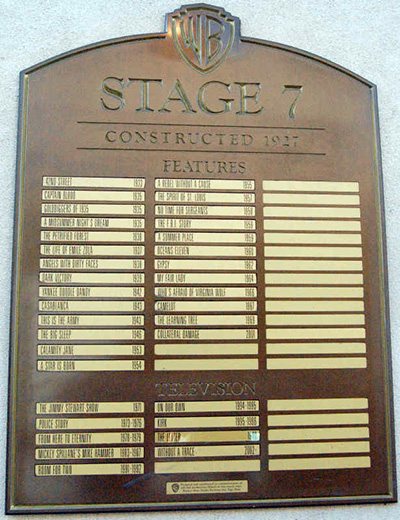 WB
STAGE 7
CONSTRUCTED 1927
FEATURES
42ND STREET 1933
CAPTAIN BLOOD 1935
GOLDDIGGERS OF 1935 1935
A MIDSUMMER NIGHT'S DREAM 1935
THE PETRIFIED FOREST 1936
THE LIFE OF EMILE ZOLA 1937
ANGELS WITH DIRTY FACES 1938
DARK VICTORY 1939
YANKEE DOODLE DANDY 1942
CASABLANCA 1943
THIS IS THE ARMY 1943
THE BIG SLEEP 1946
CALAMITY JANE 1953
A STAR IS BORN 1954
A REBEL WITHOUT A CAUSE 1955
THE SPIRIT OF ST. LOUIS 1957
NO TIME FOR SERGEANTS 1958
THE F.B.I. STORY 1959
A SUMMER PLACE 1959
OCEANS ELEVEN 1960
GYPSY 1962
MY FAIR LADY 1964
WHO'S AFRAID OF VIRGINIA WOLF 1966
CAMELOT 1967
THE LEARNING TREE 1969
COLLATERAL DAMAGE 2001
TELEVISION
THE JIMMY STEWART SHOW 1971
POLICE STORY 1973-1976
FROM HERE TO ETERNITY 1978-1979
MICKEY SPILLANE'S MIKE HAMMER 1983-1987
ROOM FOR TWO 1991-1992
ON OUR OWN 1994-1995
KIRK 1995-1996
THE
WITHOUT A TRACE 2002-